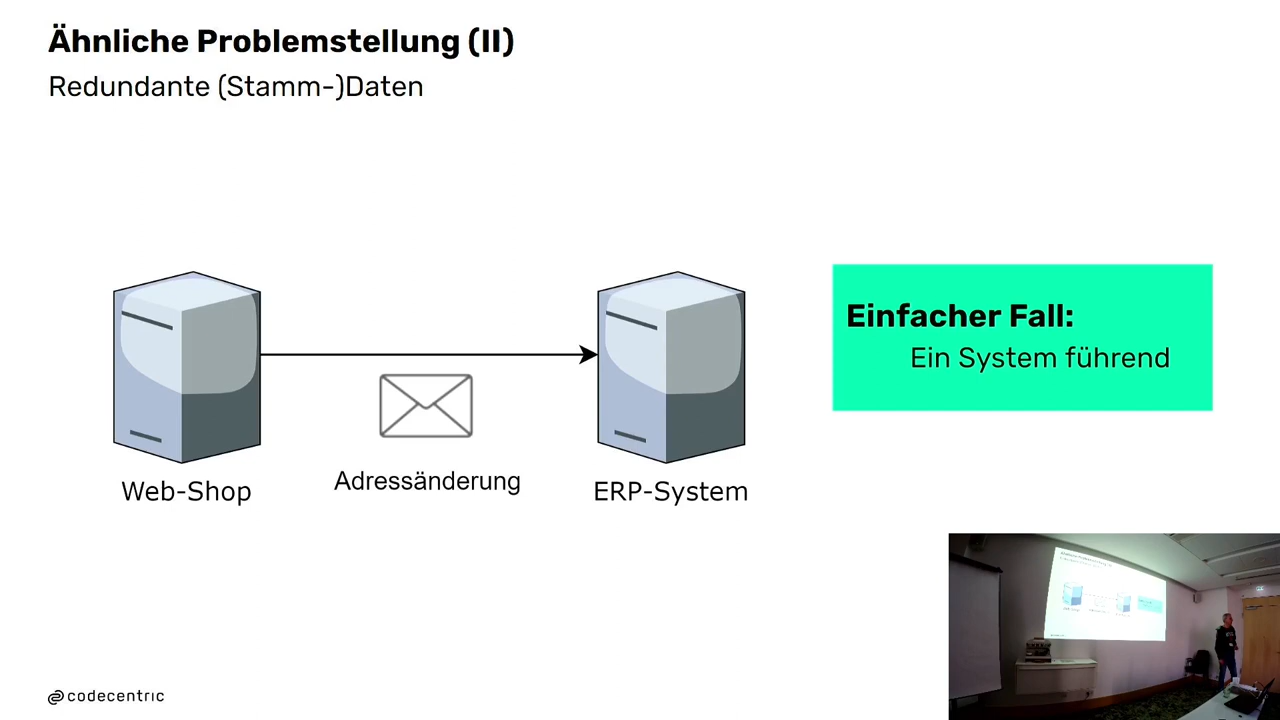 Ähnliche Problemstellung (II)
Redundante (Stamm-)Daten
Einfacher Fall:
Ein System führend
Web-Shop
Adressänderung
ERP-System
codecentric